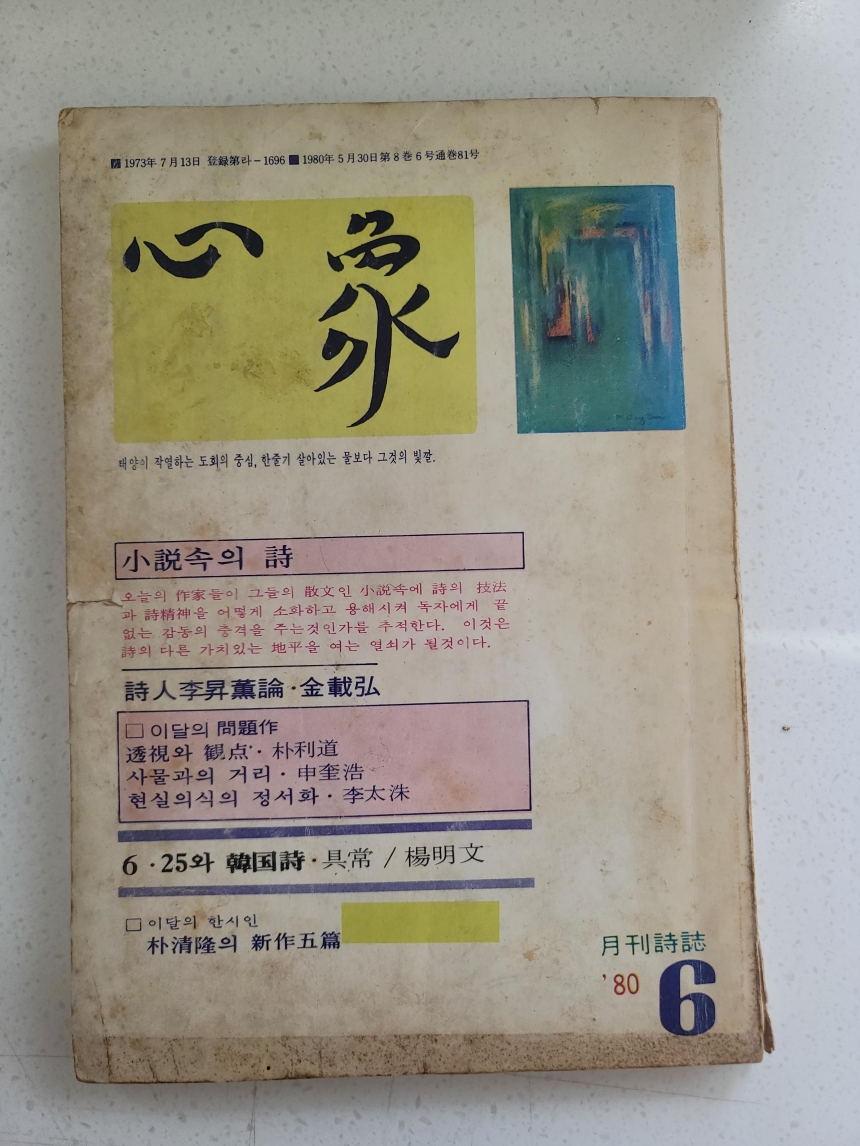 1973年 7月13日 登録第라-1696 ■ 1980年 5月30日第8巻6号通巻81号
心象
태양이 작열하는 도회의 중심, 한줄기 살아있는 물보다 그것의 빛깔.
小説속의 詩
오늘의 作家들이 그들의 散文인 小説속에 詩의 技法
과 詩精神을 어떻게 소화하고 용해시켜 독자에게 끝
없는 감동의 충격을 주는것인가를 추적한다. 이것은
詩의 다른 가치있는 地平을 여는 열쇠가 될것이다.
詩人李昇薫論·金載弘
□ 이달의 問題作
透視와 観点·朴利道
사물과의 거리·申奎浩
현실의식의 정서화·李太洙
6·25와 韓国詩·具常 / 楊明文
□ 이달의 한시인
朴清隆의 新作五篇
月刊詩誌
'80 6